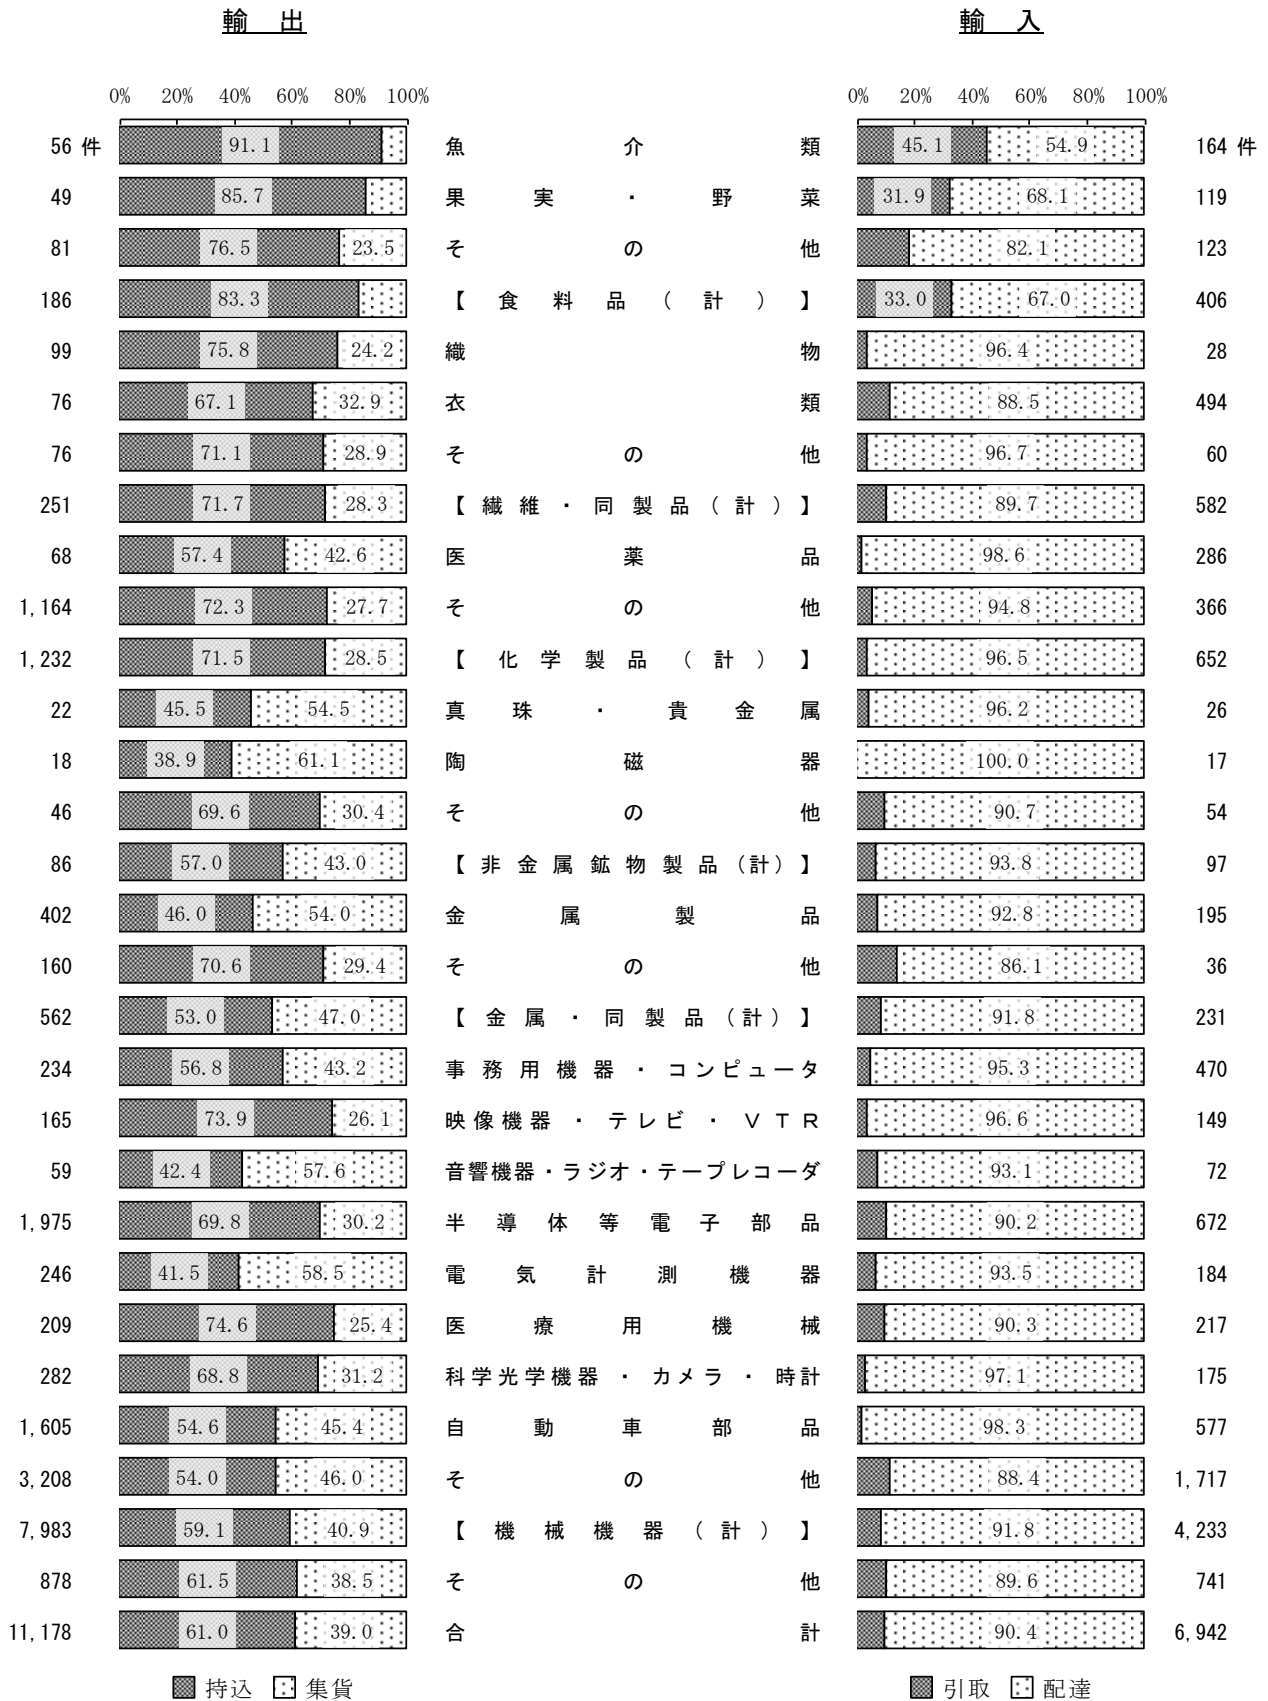 輸　出　輸　入
0% 20% 40% 60% 80% 100% 0% 20% 40% 60% 80% 100%
56 件 91.1 魚介類 45.1 54.9 164 件
49 85.7 果実・野菜 31.9 68.1 119
81 76.5 23.5 その他 82.1 123
186 83.3 【食料品（計）】 33.0 67.0 406
99 75.8 24.2 織物 96.4 28
76 67.1 32.9 衣類 88.5 494
76 71.1 28.9 その他 96.7 60
251 71.7 28.3 【繊維・同製品（計）】 89.7 582
68 57.4 42.6 医薬品 98.6 286
1,164 72.3 27.7 その他 94.8 366
1,232 71.5 28.5 【化学製品（計）】 96.5 652
22 45.5 54.5 真珠・貴金属 96.2 26
18 38.9 61.1 陶磁器 100.0 17
46 69.6 30.4 その他 90.7 54
86 57.0 43.0 【非金属鉱物製品（計）】 93.8 97
402 46.0 54.0 金属製品 92.8 195
160 70.6 29.4 その他 86.1 36
562 53.0 47.0 【金属・同製品（計）】 91.8 231
234 56.8 43.2 事務用機器・コンピュータ 95.3 470
165 73.9 26.1 映像機器・テレビ・ＶＴＲ 96.6 149
59 42.4 57.6 音響機器・ラジオ・テープレコーダ 93.1 72
1,975 69.8 30.2 半導体等電子部品 90.2 672
246 41.5 58.5 電気計測機器 93.5 184
209 74.6 25.4 医療用機械 90.3 217
282 68.8 31.2 科学光学機器・カメラ・時計 97.1 175
1,605 54.6 45.4 自動車部品 98.3 577
3,208 54.0 46.0 その他 88.4 1,717
7,983 59.1 40.9 【機械機器（計）】 91.8 4,233
878 61.5 38.5 その他 89.6 741
11,178 61.0 39.0 合計 90.4 6,942
持込 集貨 引取 配達